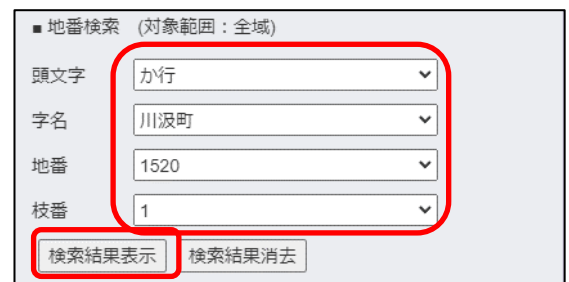 ■地番検索 (対象範囲：全域)
頭文字 か行
字名 川汲町
地番 1520
枝番 1
検索結果表示 検索結果消去